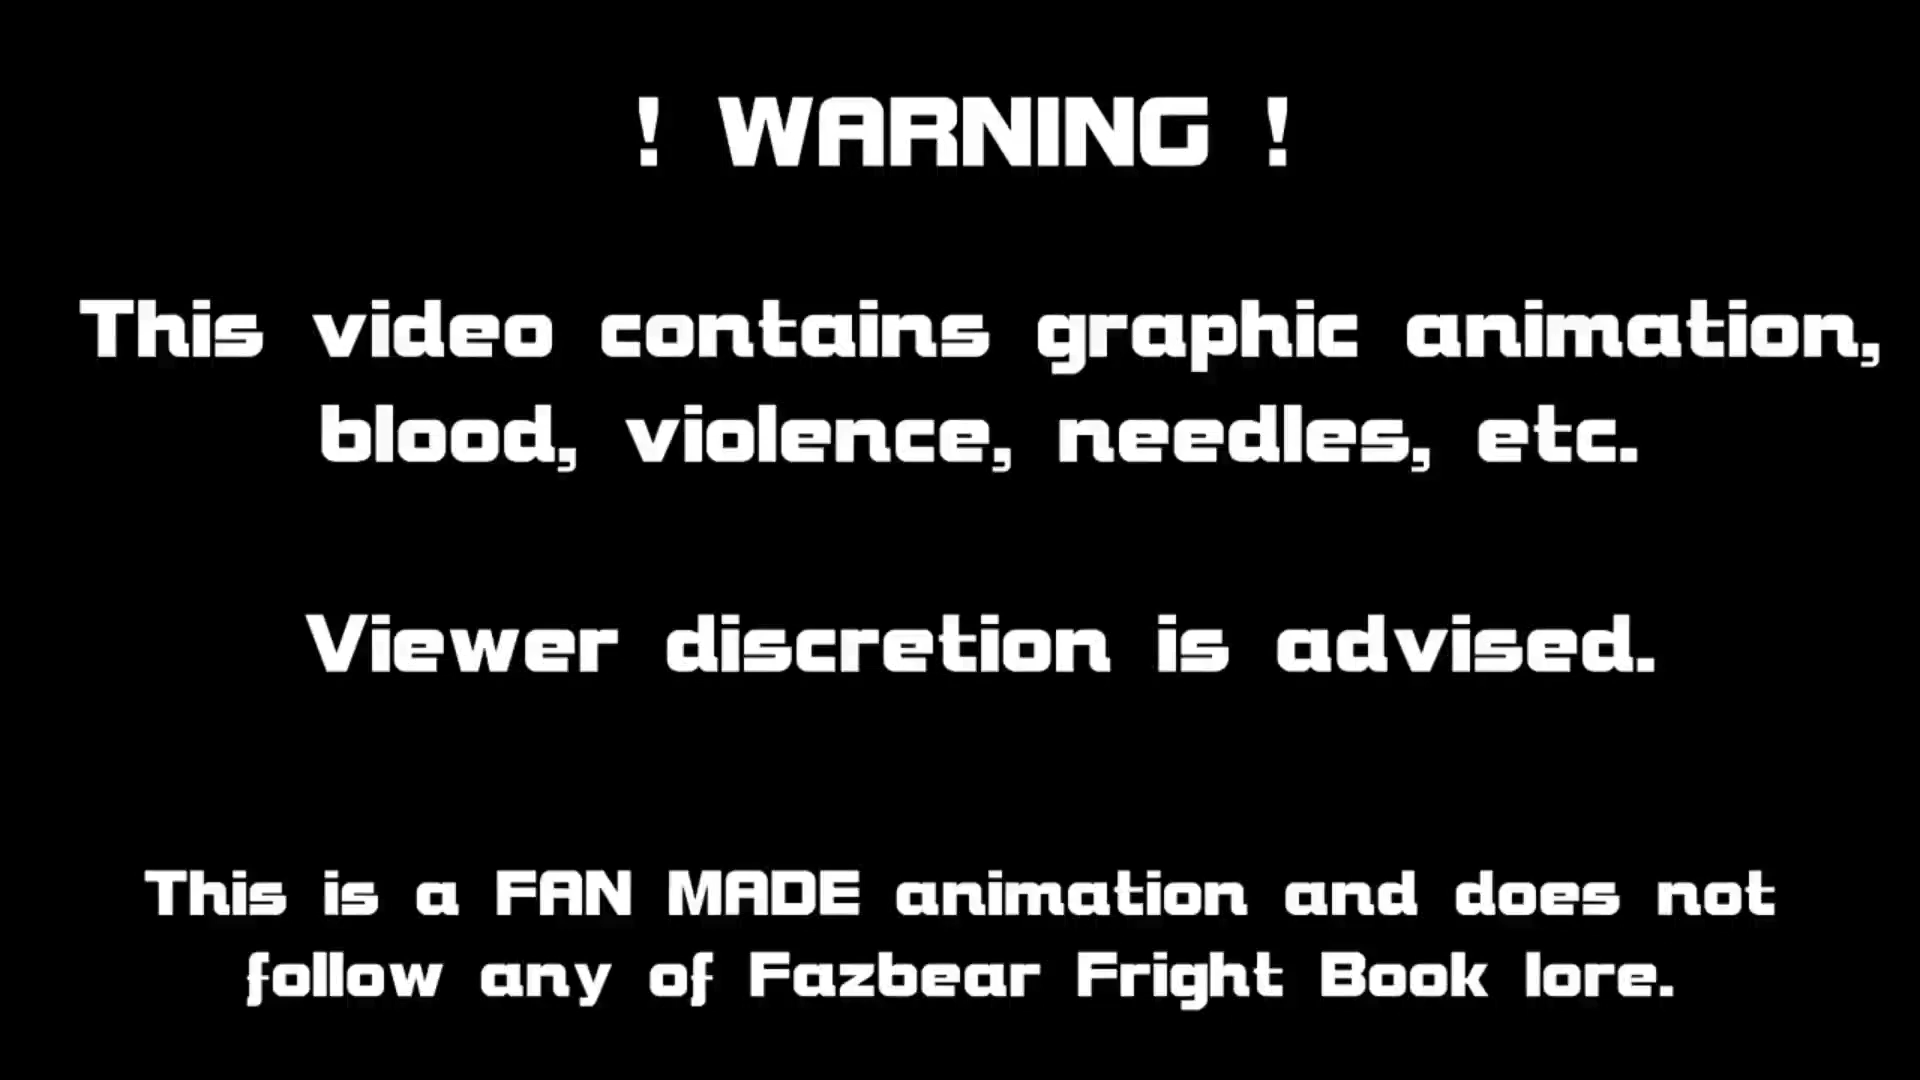 ! WARNING !
This video contains graphic animation,
blood, violence, needles, etc.
Viewer discretion is advised.
This is a FAN MADE animation and does not
follow any of Fazbear Fright Book lore.